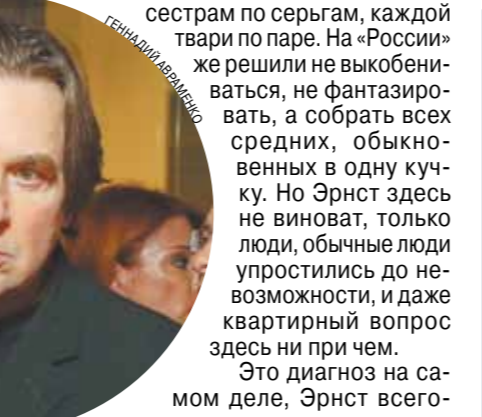 ГЕННАДИЙ АВРАМЕНКО
сестрам по серьгам, каждой
твари по паре. На «России»
же решили не выкобени-
ваться, не фантазиро-
вать, а собрать всех
средних, обыкно-
венных в одну куч-
ку. Но Эрнст здесь
не виноват, только
люди, обычные люди
упростились до не-
возможности, и даже
квартирный вопрос
здесь ни при чем.
Это диагноз на са-
мом деле, Эрнст всего-